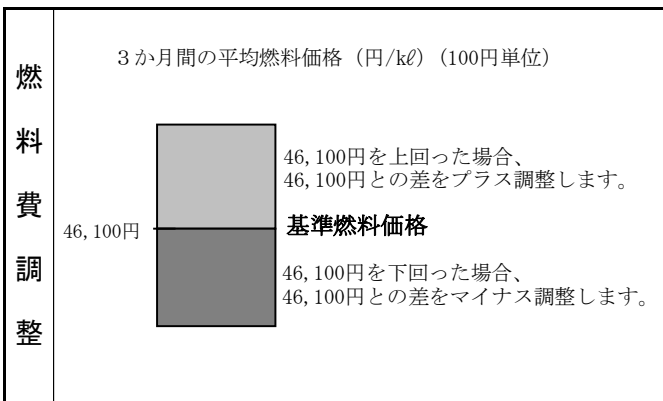 燃料費調整
３か月間の平均燃料価格（円/kℓ）(100円単位）
46,100円を上回った場合、
46,100円との差をプラス調整します。
46,100円
基準燃料価格
46,100円を下回った場合、
46,100円との差をマイナス調整します。